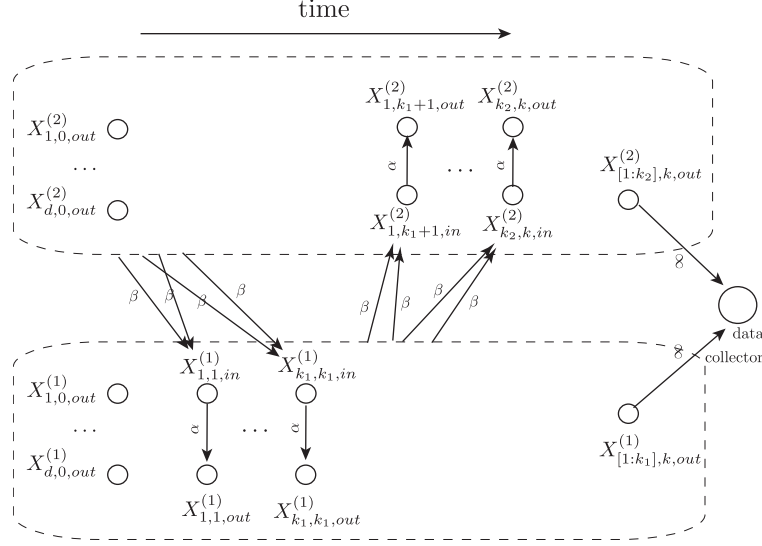 time
X^{(2)}_{1,k_1+1,out} X^{(2)}_{k_2,k,out}
X^{(2)}_{1,0,out}
...
α ... α
X^{(2)}_{[1:k_2],k,out}
X^{(2)}_{d,0,out}
X^{(2)}_{1,k_1+1,in} X^{(2)}_{k_2,k,in}
∞
β β β β β β β β
data
∞
collector
X^{(1)}_{1,1,in} X^{(1)}_{k_1,k_1,in}
X^{(1)}_{1,0,out}
... α ... α
X^{(1)}_{[1:k_1],k,out}
X^{(1)}_{d,0,out}
X^{(1)}_{1,1,out} X^{(1)}_{k_1,k_1,out}